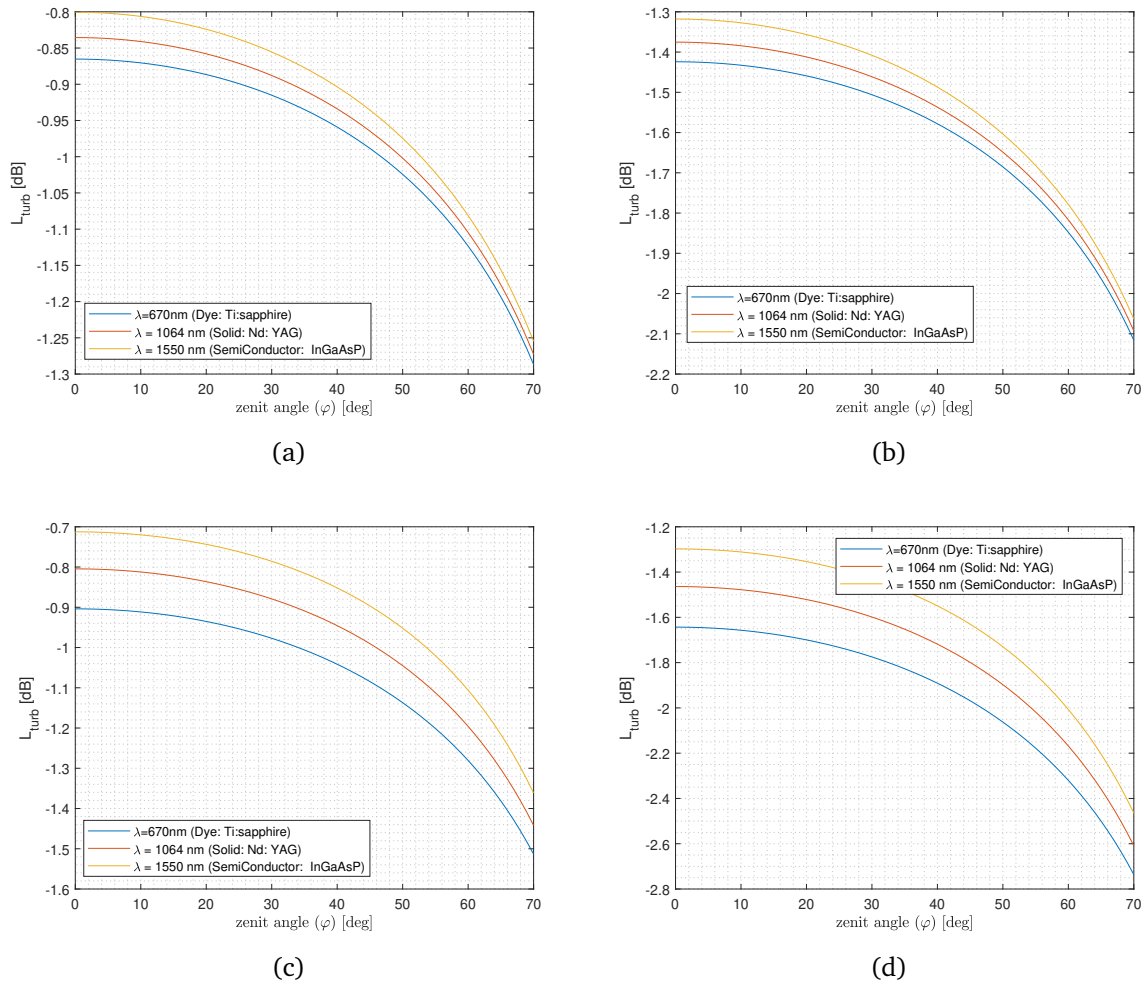 -0.8
-0.85
-0.9
-0.95
-1
-1.05
-1.1
-1.15
-1.2
-1.25
-1.3
L_turb [dB]
λ=670nm (Dye: Ti:sapphire)
λ = 1064 nm (Solid: Nd: YAG)
λ = 1550 nm (SemiConductor: InGaAsP)
0 10 20 30 40 50 60 70
zenit angle (φ) [deg]
(a)
-1.3
-1.4
-1.5
-1.6
-1.7
-1.8
-1.9
-2
-2.1
-2.2
L_turb [dB]
λ=670nm (Dye: Ti:sapphire)
λ = 1064 nm (Solid: Nd: YAG)
λ = 1550 nm (SemiConductor: InGaAsP)
0 10 20 30 40 50 60 70
zenit angle (φ) [deg]
(b)
-0.7
-0.8
-0.9
-1
-1.1
-1.2
-1.3
-1.4
-1.5
-1.6
L_turb [dB]
λ=670nm (Dye: Ti:sapphire)
λ = 1064 nm (Solid: Nd: YAG)
λ = 1550 nm (SemiConductor: InGaAsP)
0 10 20 30 40 50 60 70
zenit angle (φ) [deg]
(c)
-1.2
-1.4
-1.6
-1.8
-2
-2.2
-2.4
-2.6
-2.8
L_turb [dB]
λ=670nm (Dye: Ti:sapphire)
λ = 1064 nm (Solid: Nd: YAG)
λ = 1550 nm (SemiConductor: InGaAsP)
0 10 20 30 40 50 60 70
zenit angle (φ) [deg]
(d)